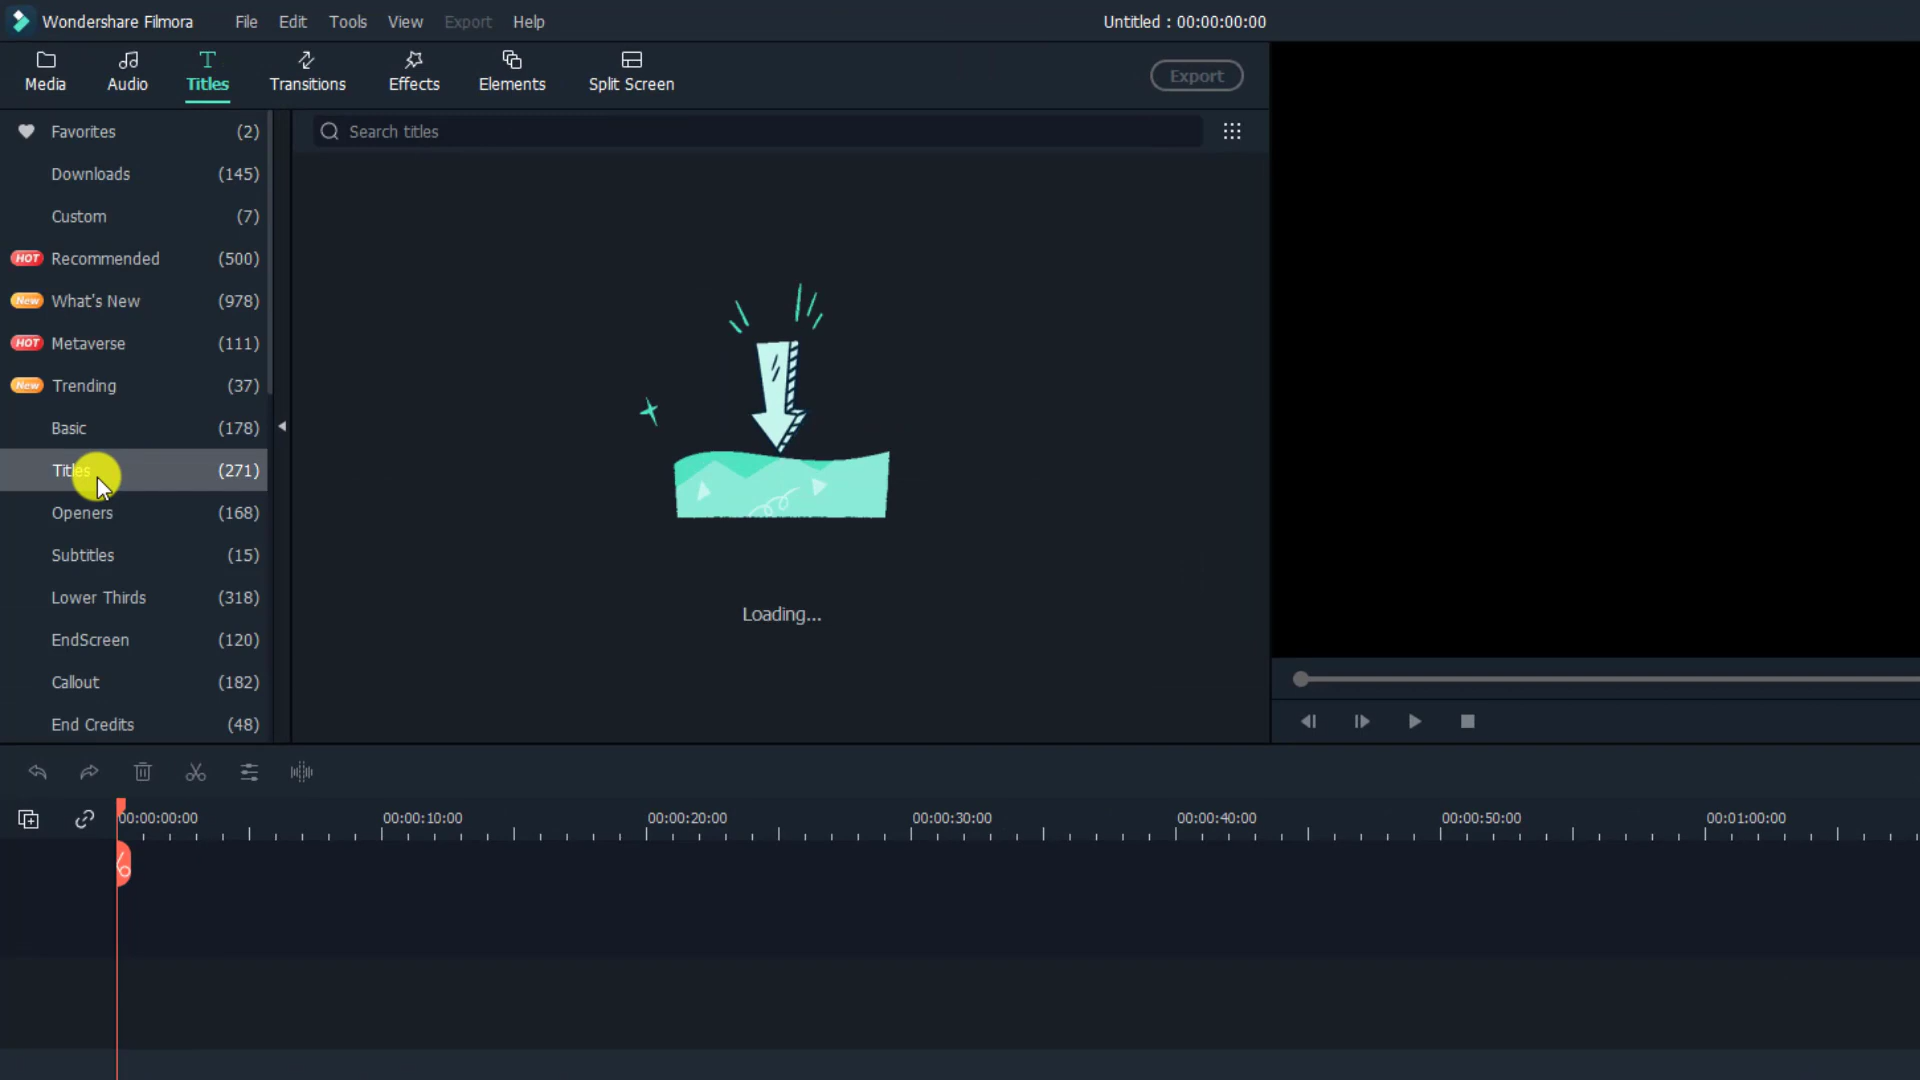 Wondershare Filmora File Edit Tools View Export Help Untitled : 00:00:00:00
Media Audio Titles Transitions Effects Elements Split Screen Export
Search titles
Favorites (2)
Downloads (145)
Custom (7)
HOT Recommended (500)
New What's New (978)
HOT Metaverse (111)
New Trending (37)
Basic (178)
Titles (271)
Openers (168)
Subtitles (15)
Lower Thirds (318)
EndScreen (120)
Callout (182)
End Credits (48)
Loading...
00:00:00:00 00:00:10:00 00:00:20:00 00:00:30:00 00:00:40:00 00:00:50:00 00:01:00:00